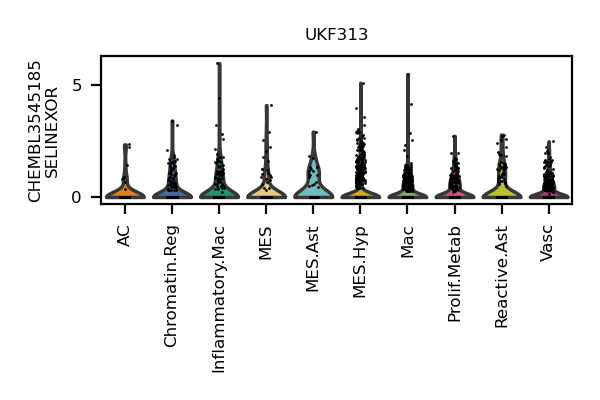 UKF313
CHEMBL3545185
SELINEXOR
5
0
AC
Chromatin.Reg
Inflammatory.Mac
MES
MES.Ast
MES.Hyp
Mac
Prolif.Metab
Reactive.Ast
Vasc